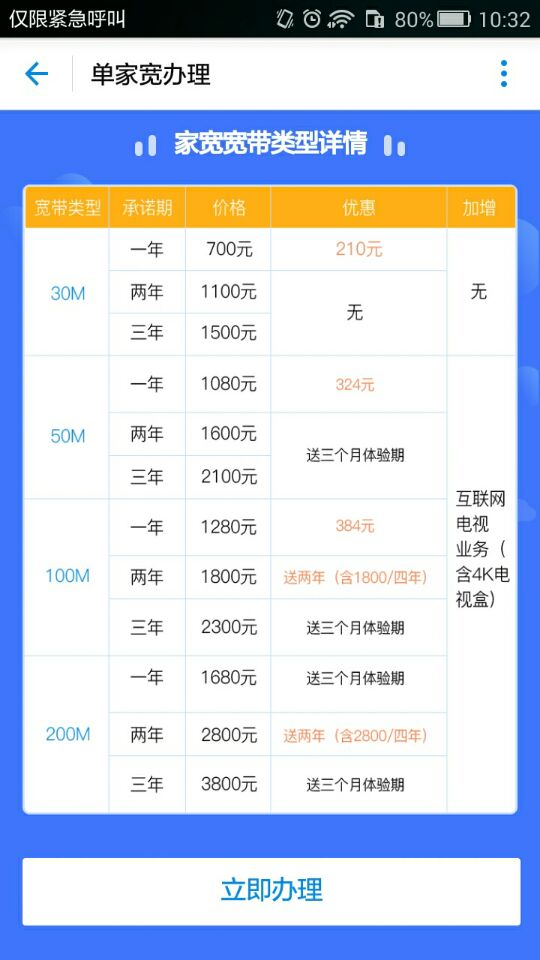 仅限紧急呼叫 80% 10:32
单家宽办理
家宽宽带类型详情
宽带类型 承诺期 价格 优惠 加增
30M
一年 700元 210元
两年 1100元
三年 1500元
无
无
50M
一年 1080元 324元
两年 1600元
三年 2100元
送三个月体验期
100M
一年 1280元 384元
两年 1800元 送两年（含1800/四年）
三年 2300元 送三个月体验期
200M
一年 1680元 送三个月体验期
两年 2800元 送两年（含2800/四年）
三年 3800元 送三个月体验期
互联网
电视
业务（
含4K电
视盒）
立即办理